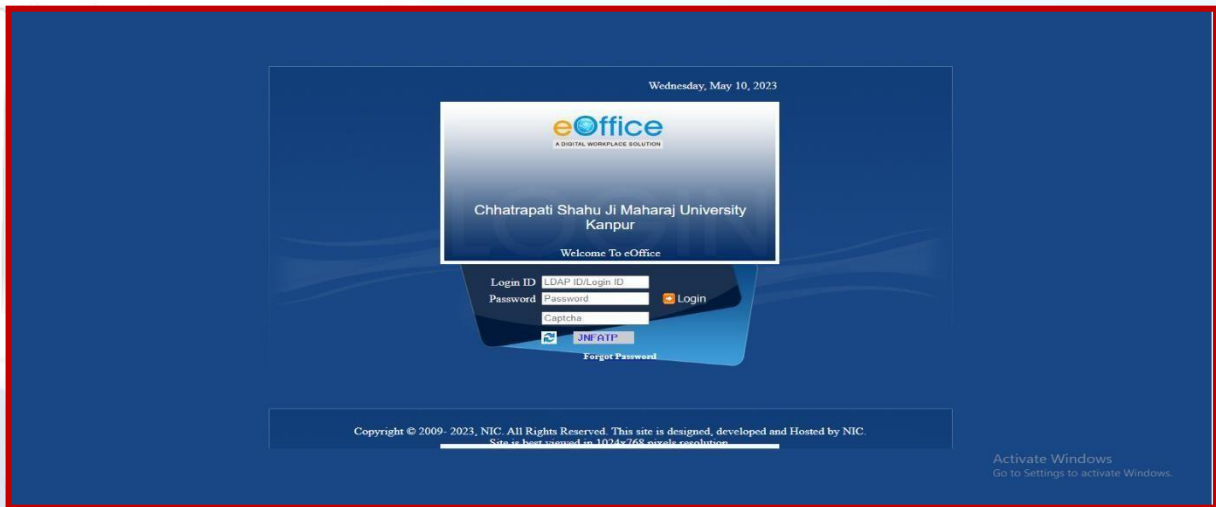 Wednesday, May 10, 2023
eOffice
A DIGITAL WORKPLACE SOLUTION
LOGIN
Chhatrapati Shahu Ji Maharaj University
Kanpur
Welcome To eOffice
Login ID LDAP ID/Login ID
Password Password Login
Captcha
JNFATP
Forgot Password
Copyright © 2009- 2023, NIC. All Rights Reserved. This site is designed, developed and Hosted by NIC.
Site is best viewed in 1024x768 pixels resolution
Activate Windows
Go to Settings to activate Windows.